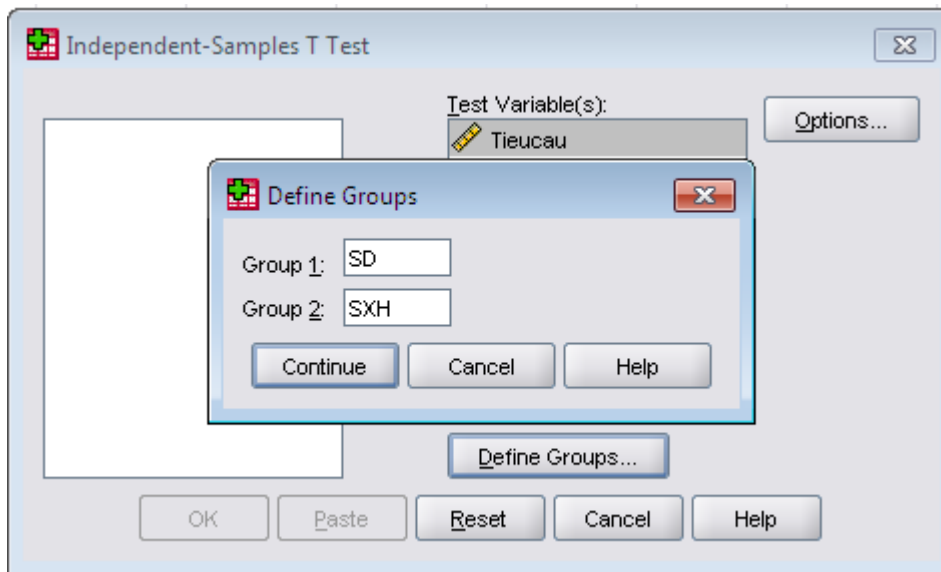 Independent-Samples T Test
Test Variable(s):
Options...
Tieucau
Define Groups
Group 1: SD
Group 2: SXH
Continue Cancel Help
Define Groups...
OK Paste Reset Cancel Help